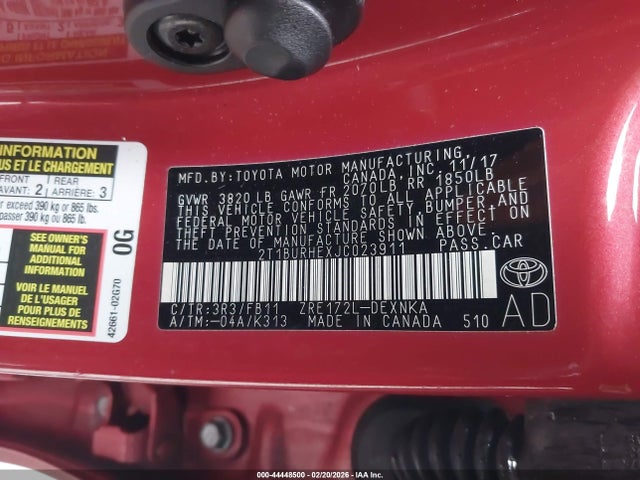 INFORMATION
US ET LE CHARGEMENT
FRONT
AVANT 2
REAR
ARRIÈRE 3
er exceed 390 kg or 865 lbs.
passer 390 kg ou 865 lb.
SEE OWNER'S
MANUAL FOR
ADDITIONAL
INFORMATION
VOIR LE MANUEL
DE L'USAGER
POUR PLUS DE
RENSEIGNEMENTS
0G
42661-02G70
MFD. BY: TOYOTA MOTOR MANUFACTURING
CANADA, INC. 11/17
GVWR 3820LB GAWR FR 2070LB RR 1850LB
THIS VEHICLE CONFORMS TO ALL APPLICABLE
FEDERAL MOTOR VEHICLE SAFETY, BUMPER, AND
THEFT PREVENTION STANDARDS IN EFFECT ON
THE DATE OF MANUFACTURE SHOWN ABOVE.
2T1BURHEXJC023911 PASS. CAR
C/TR: 3R3/FB11 ZRE172L-DEXNKA
A/TM: -04A/K313 MADE IN CANADA 510
TOYOTA
AD
000-44448500 - 02/20/2026 - IAA Inc.